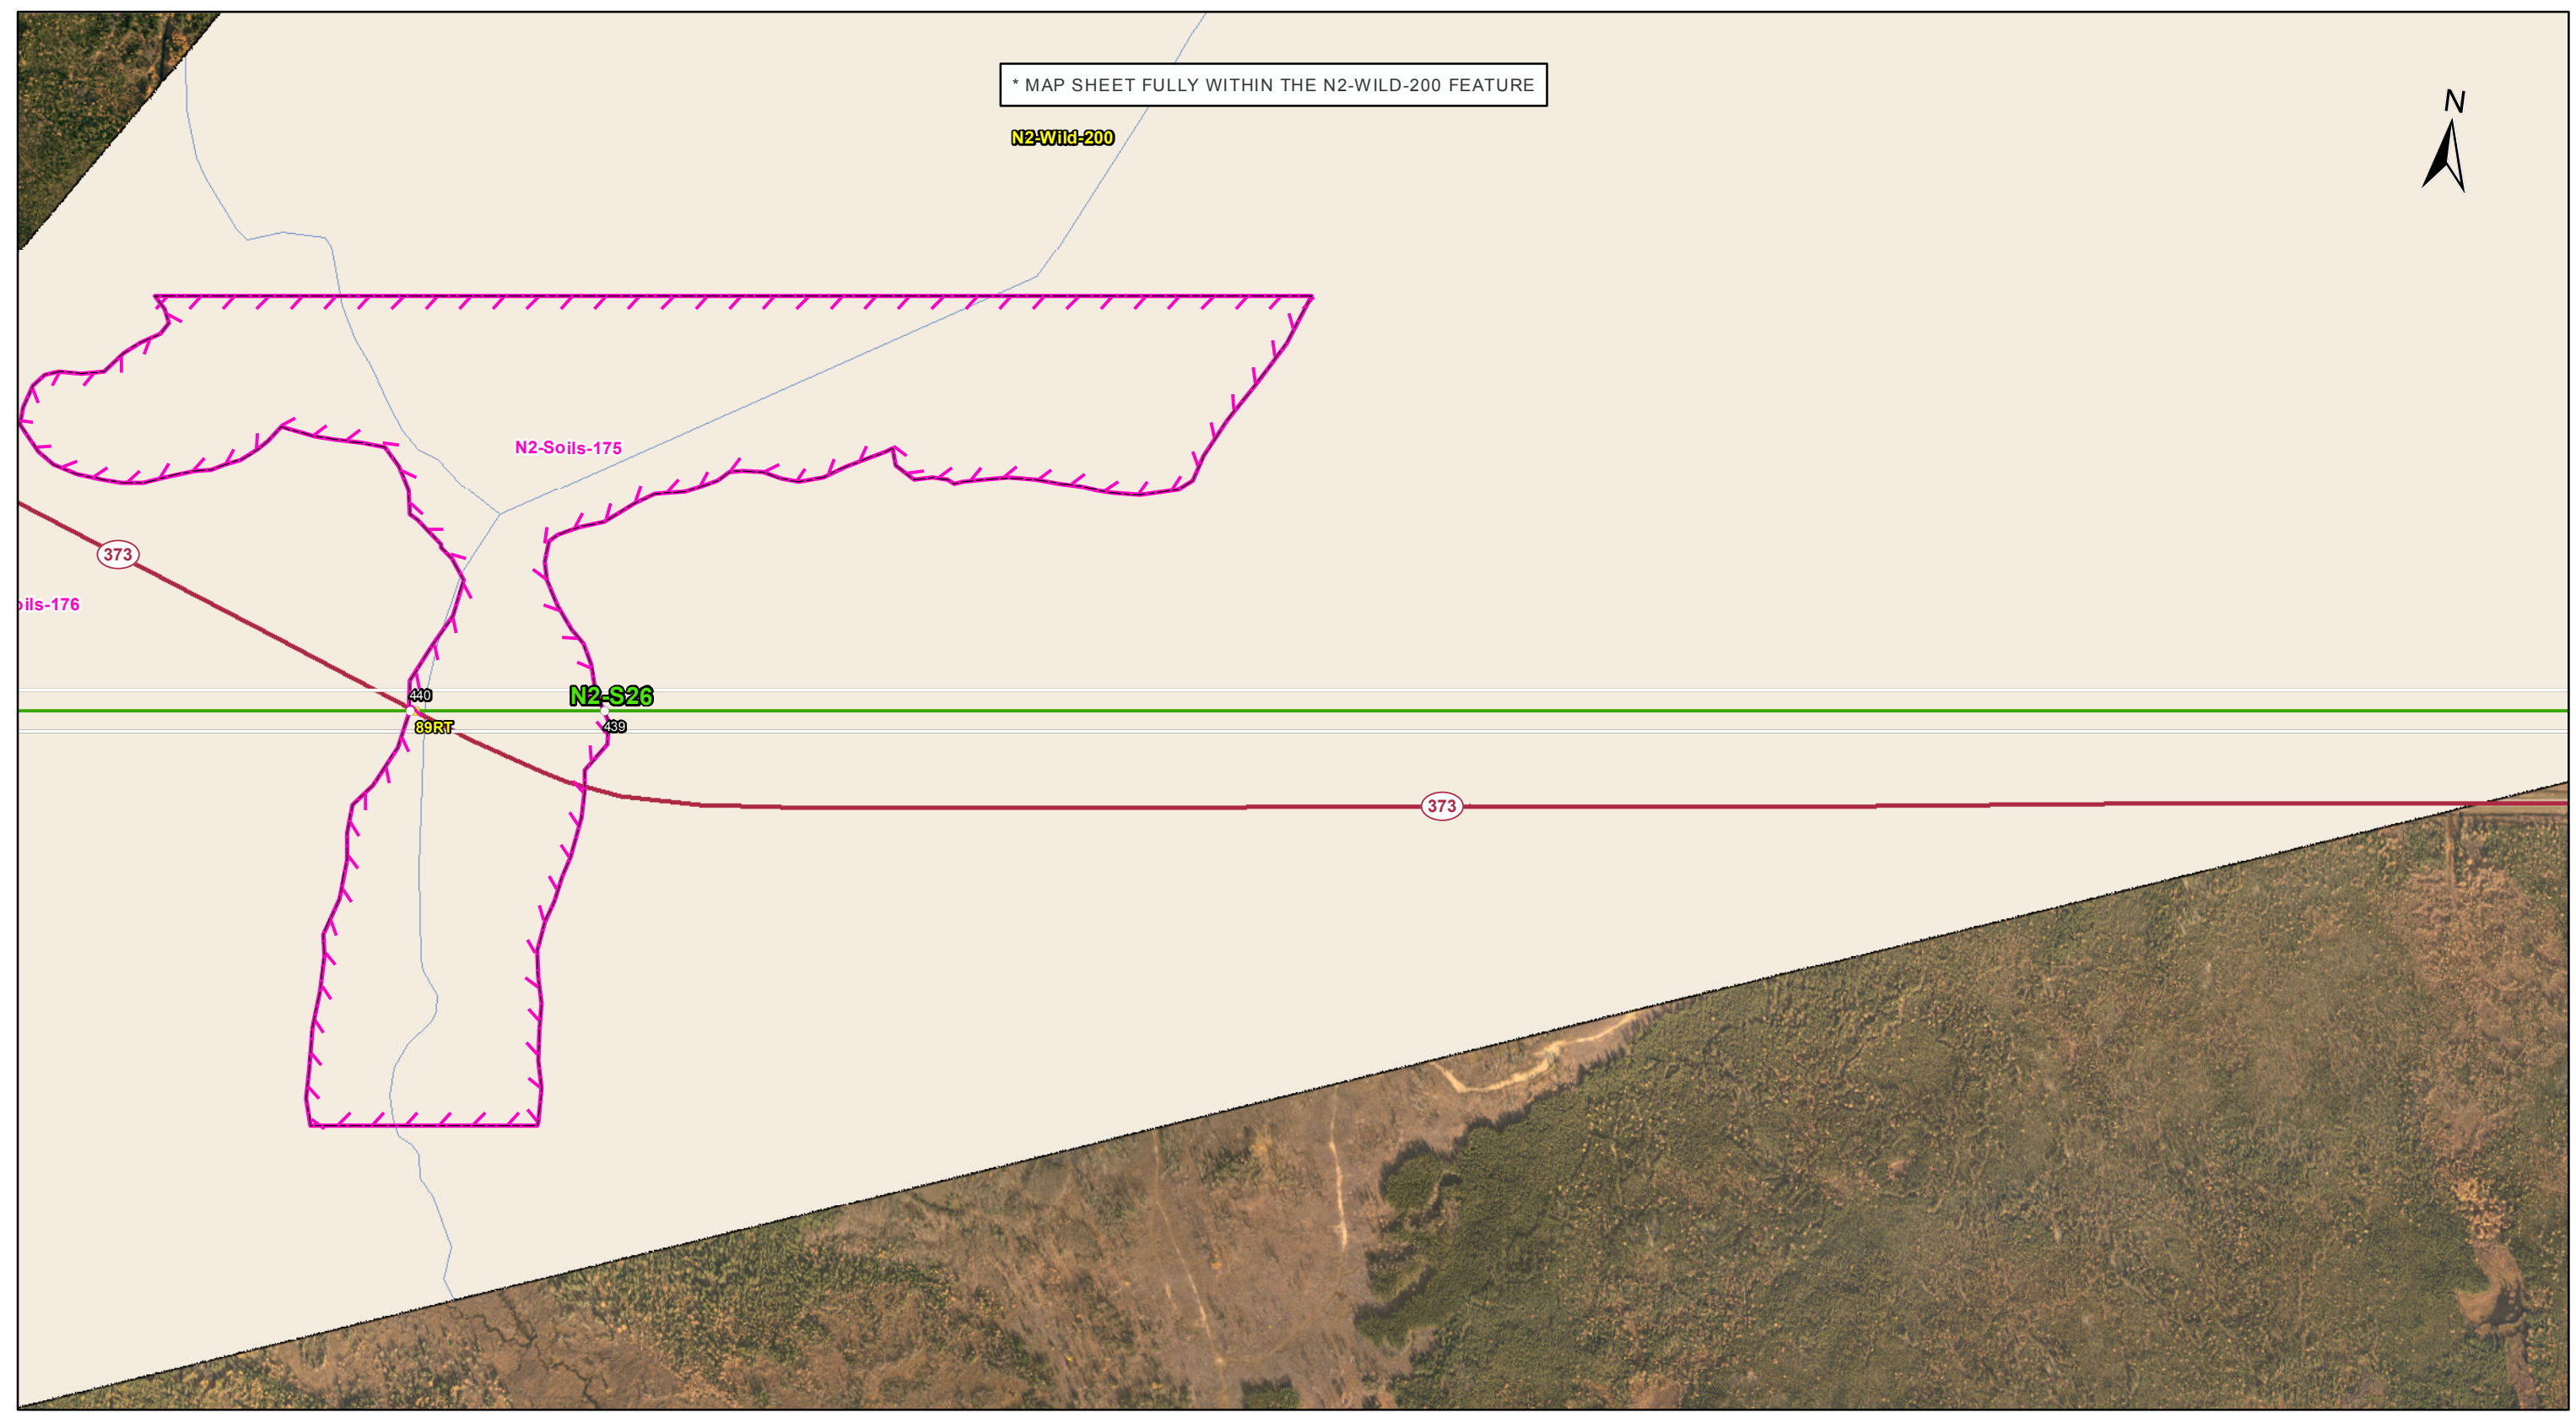 * MAP SHEET FULLY WITHIN THE N2-WILD-200 FEATURE
N
N2-Wild-200
N2-Soils-175
373
oils-176
440
N2-S26
89RT
439
373